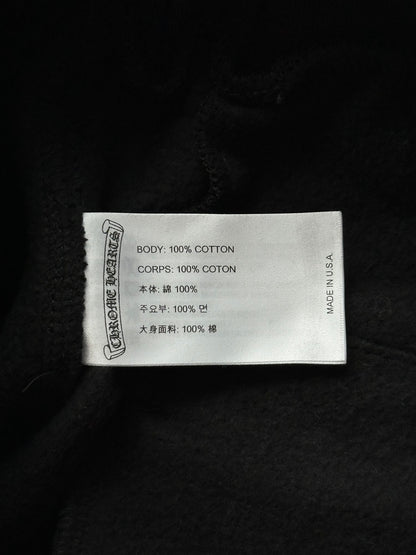 CHROME HEARTS
BODY: 100% COTTON
CORPS: 100% COTON
本体: 綿 100%
주요부: 100% 면
大身面料: 100% 棉
MADE IN U.S.A.